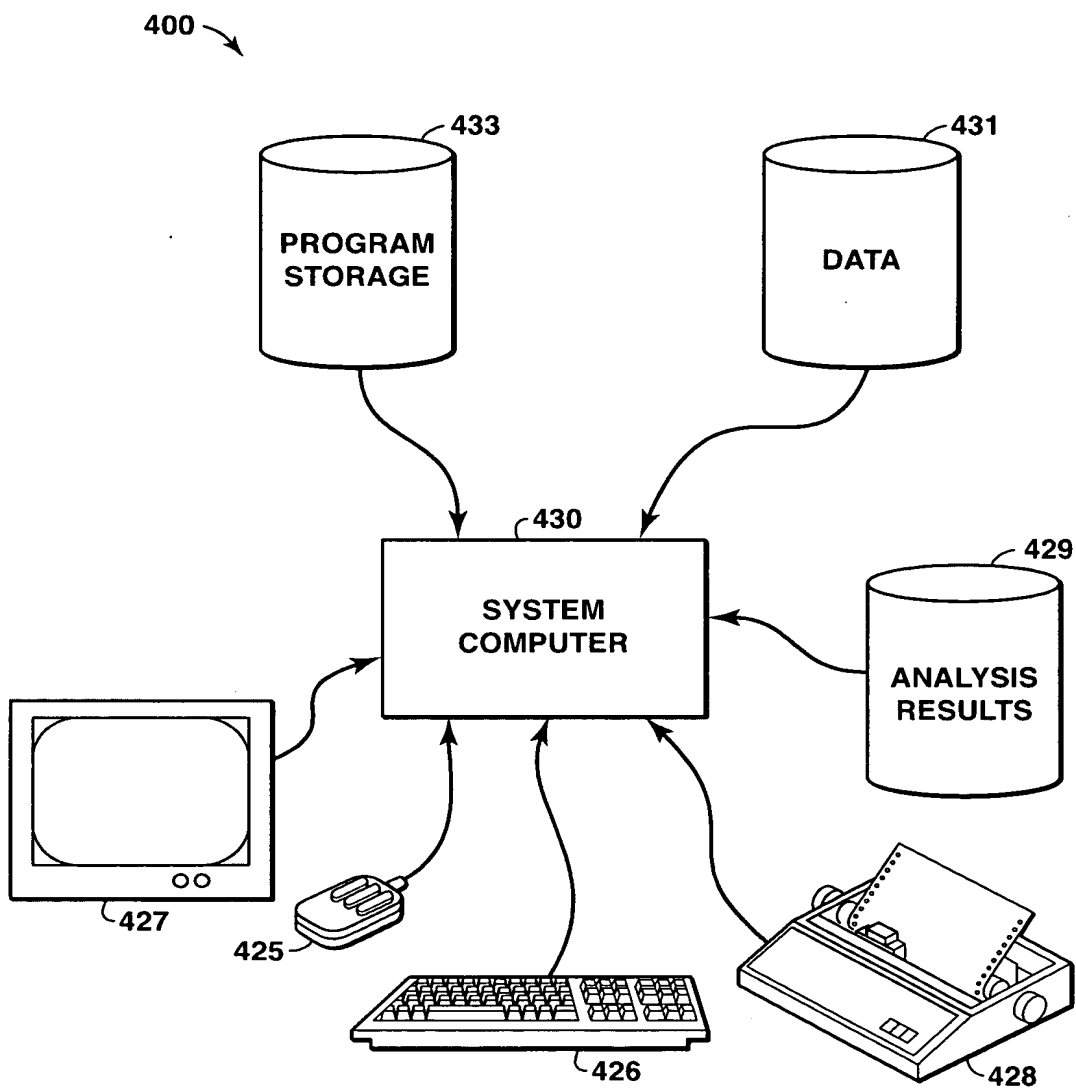 400
433
431
PROGRAM
STORAGE
DATA
430
429
SYSTEM
COMPUTER
ANALYSIS
RESULTS
427
425
426
428